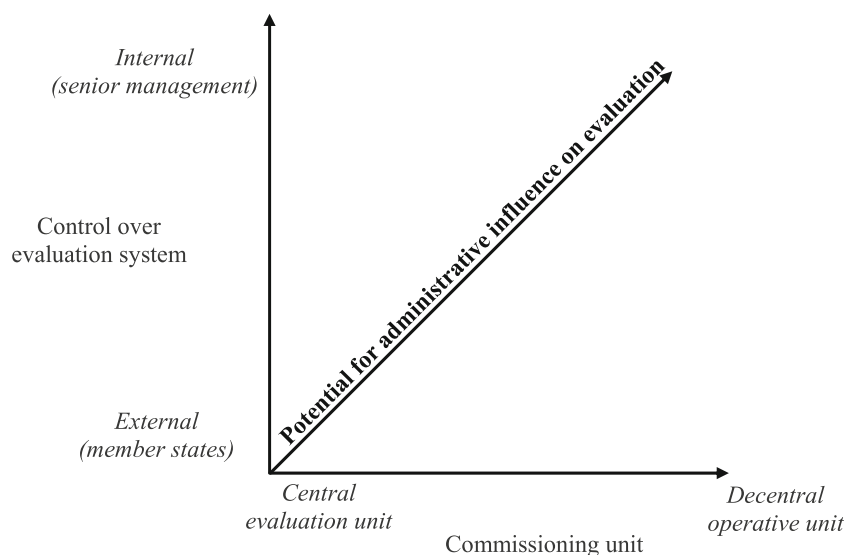 Internal
(senior management)
Potential for administrative influence on evaluation
Control over
evaluation system
External
(member states)
Central
evaluation unit
Decentral
operative unit
Commissioning unit